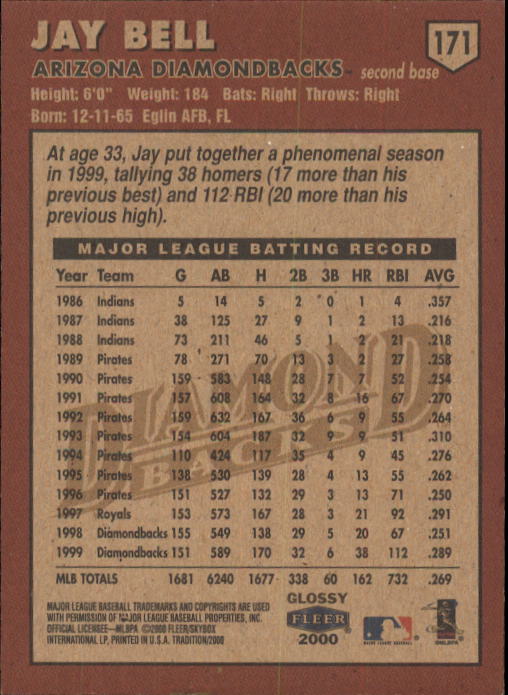 JAY BELL
171
ARIZONA DIAMONDBACKS™ second base
Height: 6'0" Weight: 184 Bats: Right Throws: Right
Born: 12-11-65 Eglin AFB, FL
At age 33, Jay put together a phenomenal season
in 1999, tallying 38 homers (17 more than his
previous best) and 112 RBI (20 more than his
previous high).
MAJOR LEAGUE BATTING RECORD
Year Team G AB H 2B 3B HR RBI AVG
1986 Indians 5 14 5 2 0 1 4 .357
1987 Indians 38 125 27 9 1 2 13 .216
1988 Indians 73 211 46 5 1 2 21 .218
1989 Pirates 78 271 70 13 3 2 27 .258
1990 Pirates 159 583 148 28 7 7 52 .254
1991 Pirates 157 608 164 32 8 16 67 .270
1992 Pirates 159 632 167 36 6 9 55 .264
1993 Pirates 154 604 187 32 9 9 51 .310
1994 Pirates 110 424 117 35 4 9 45 .276
1995 Pirates 138 530 139 28 4 13 55 .262
1996 Pirates 151 527 132 29 3 13 71 .250
1997 Royals 153 573 167 28 3 21 92 .291
1998 Diamondbacks 155 549 138 29 5 20 67 .251
1999 Diamondbacks 151 589 170 32 6 38 112 .289
MLB TOTALS 1681 6240 1677 338 60 162 732 .269
DIAMOND
BACKS
MAJOR LEAGUE BASEBALL TRADEMARKS AND COPYRIGHTS ARE USED
WITH PERMISSION OF MAJOR LEAGUE BASEBALL PROPERTIES, INC.
OFFICIAL LICENSEE—MLBPA ©2000 FLEER/SKYBOX
INTERNATIONAL LP, PRINTED IN U.S.A. TRADITION/2000
GLOSSY
FLEER
2000
MAJOR LEAGUE BASEBALL
©MLBPA